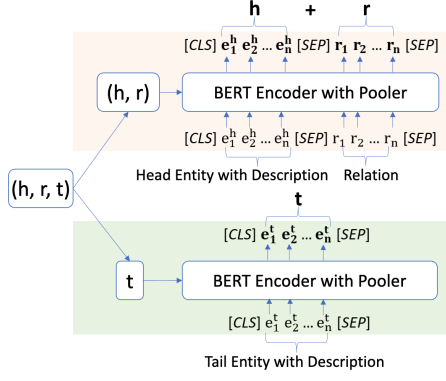 h + r
[CLS] e₁ʰ e₂ʰ … eₙʰ [SEP] r₁ r₂ … rₙ [SEP]
(h, r)
BERT Encoder with Pooler
[CLS] e₁ʰ e₂ʰ … eₙʰ [SEP] r₁ r₂ … rₙ [SEP]
Head Entity with Description
Relation
(h, r, t)
t
[CLS] e₁ᵗ e₂ᵗ … eₙᵗ [SEP]
t
BERT Encoder with Pooler
[CLS] e₁ᵗ e₂ᵗ … eₙᵗ [SEP]
Tail Entity with Description